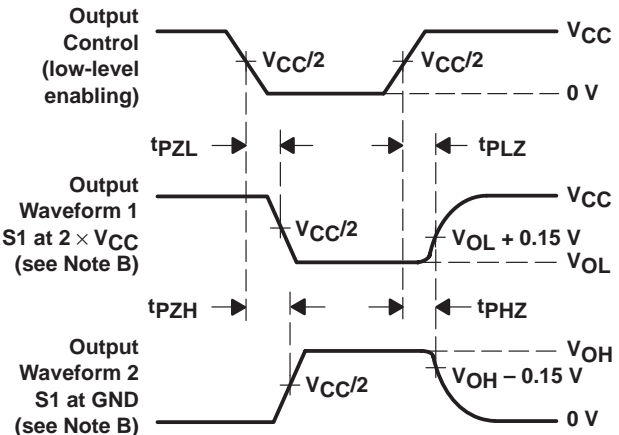 Output
Control
(low-level
enabling)
VCC
VCC/2
VCC/2
0 V
tPZL
tPLZ
Output
Waveform 1
S1 at 2 × VCC
(see Note B)
VCC
VCC/2
VOL + 0.15 V
VOL
tPZH
tPHZ
Output
Waveform 2
S1 at GND
(see Note B)
VOH
VCC/2
VOH – 0.15 V
0 V